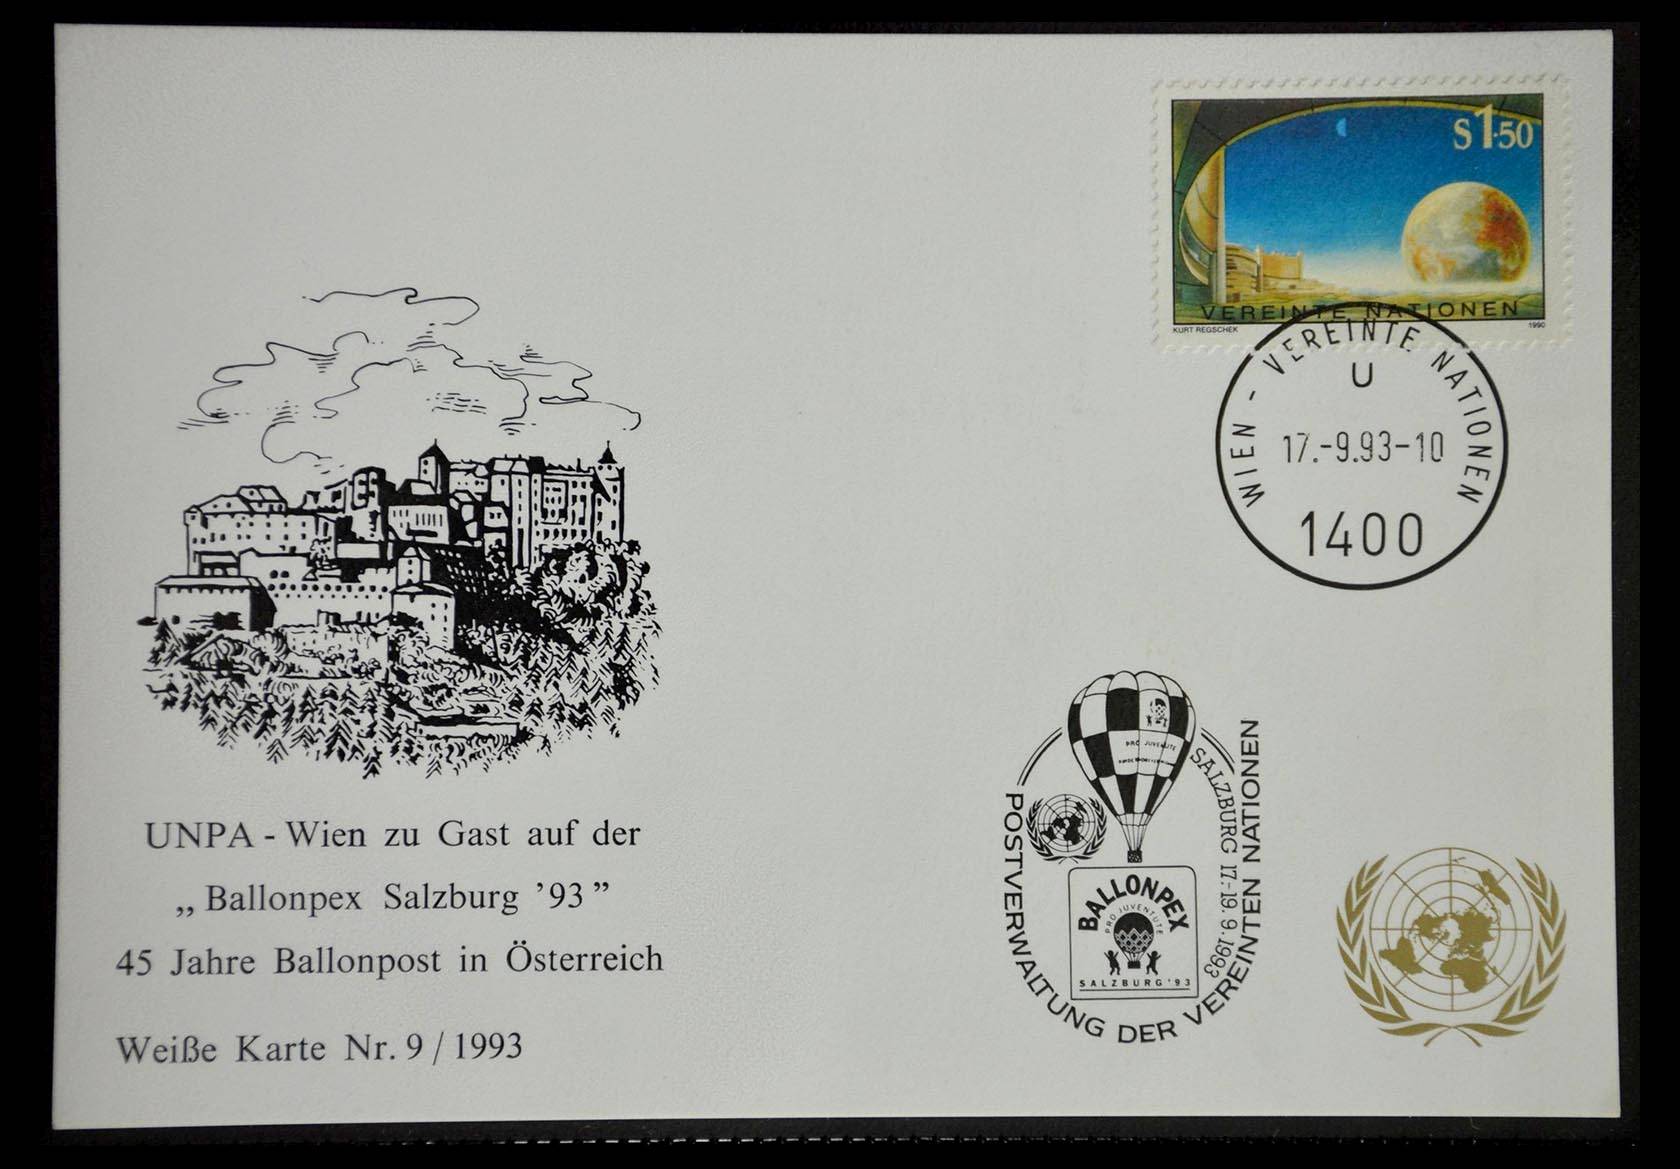 S1.50
VEREINTE NATIONEN
KURT REGSCHEK 1990
WIEN - VEREINTE NATIONEN
U
17.-9.93-10
1400
UNPA - Wien zu Gast auf der
„Ballonpex Salzburg ’93”
45 Jahre Ballonpost in Österreich
Weiße Karte Nr. 9 / 1993
PRO JUVENTUTE
SALZBURG 17.-19. 9. 1993
BALLONPEX
PRO JUVENTUTE
SALZBURG '93
POSTVERWALTUNG DER VEREINTEN NATIONEN